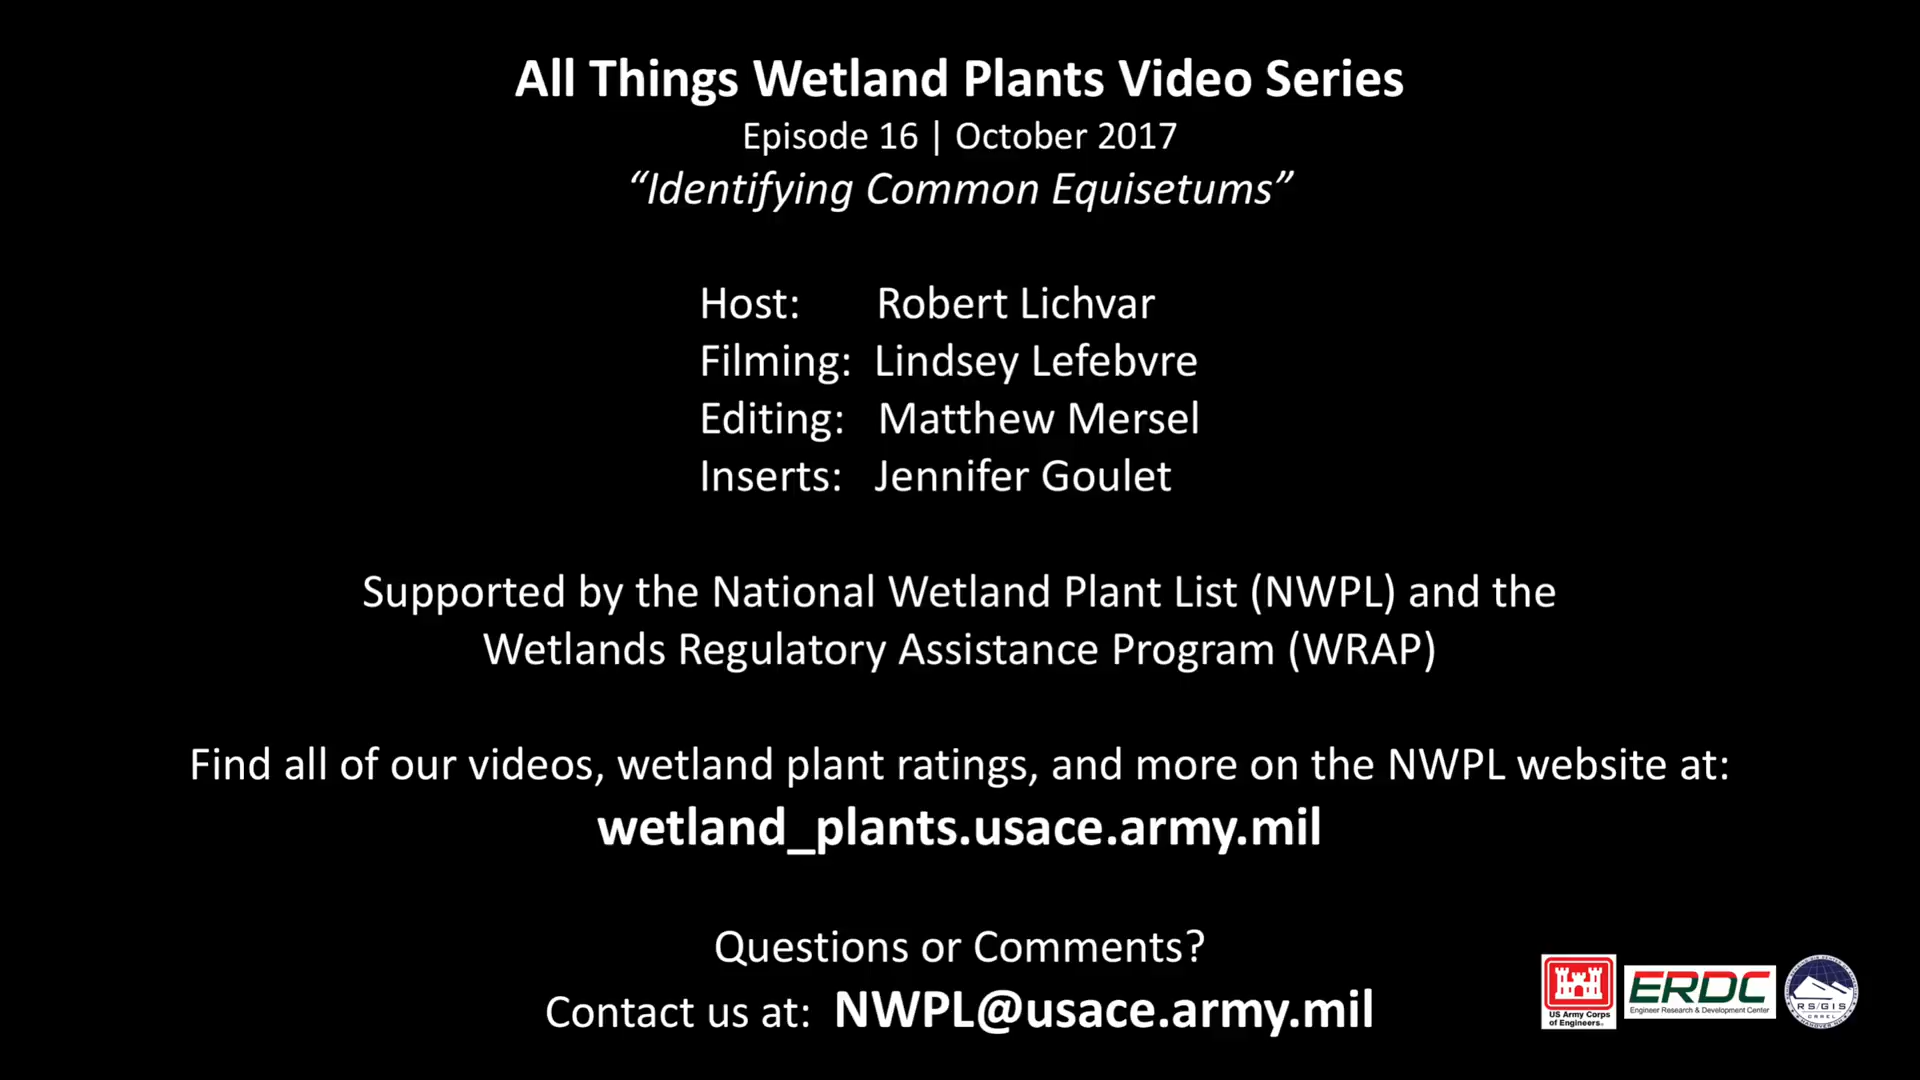 All Things Wetland Plants Video Series
Episode 16 | October 2017
“Identifying Common Equisetums”
Host: Robert Lichvar
Filming: Lindsey Lefebvre
Editing: Matthew Mersel
Inserts: Jennifer Goulet
Supported by the National Wetland Plant List (NWPL) and the
Wetlands Regulatory Assistance Program (WRAP)
Find all of our videos, wetland plant ratings, and more on the NWPL website at:
wetland_plants.usace.army.mil
Questions or Comments?
Contact us at: NWPL@usace.army.mil
US Army Corps
of Engineers®
ERDC
Engineer Research & Development Center
RS/GIS
CRREL